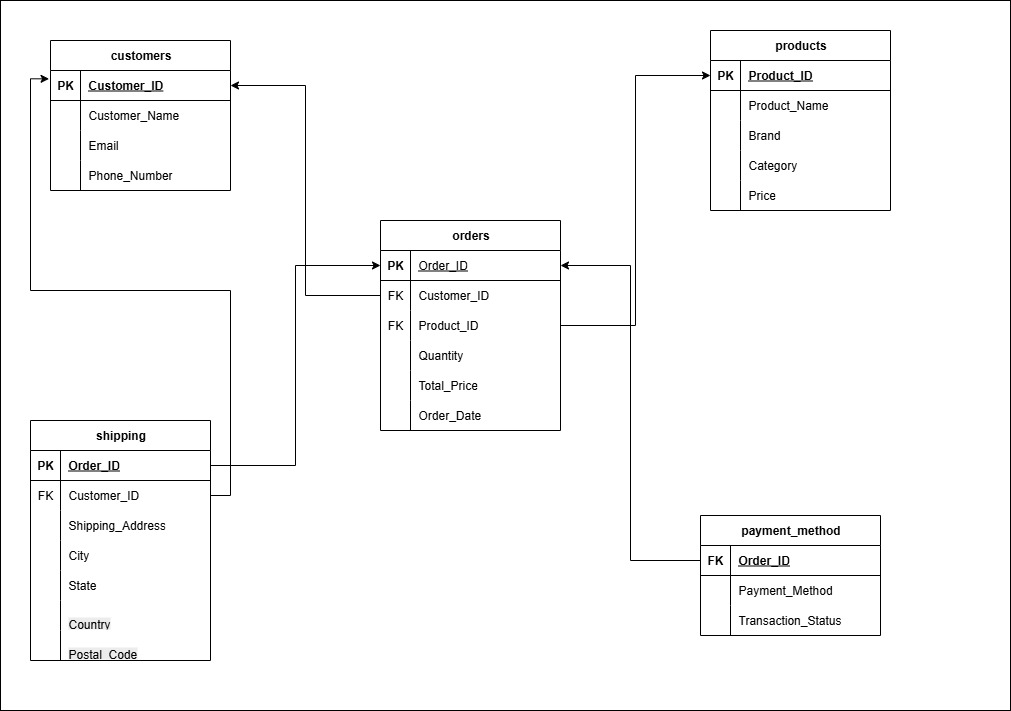 customers
PK Customer_ID
Customer_Name
Email
Phone_Number
products
PK Product_ID
Product_Name
Brand
Category
Price
orders
PK Order_ID
FK Customer_ID
FK Product_ID
Quantity
Total_Price
Order_Date
shipping
PK Order_ID
FK Customer_ID
Shipping_Address
City
State
Country
Postal_Code
payment_method
FK Order_ID
Payment_Method
Transaction_Status